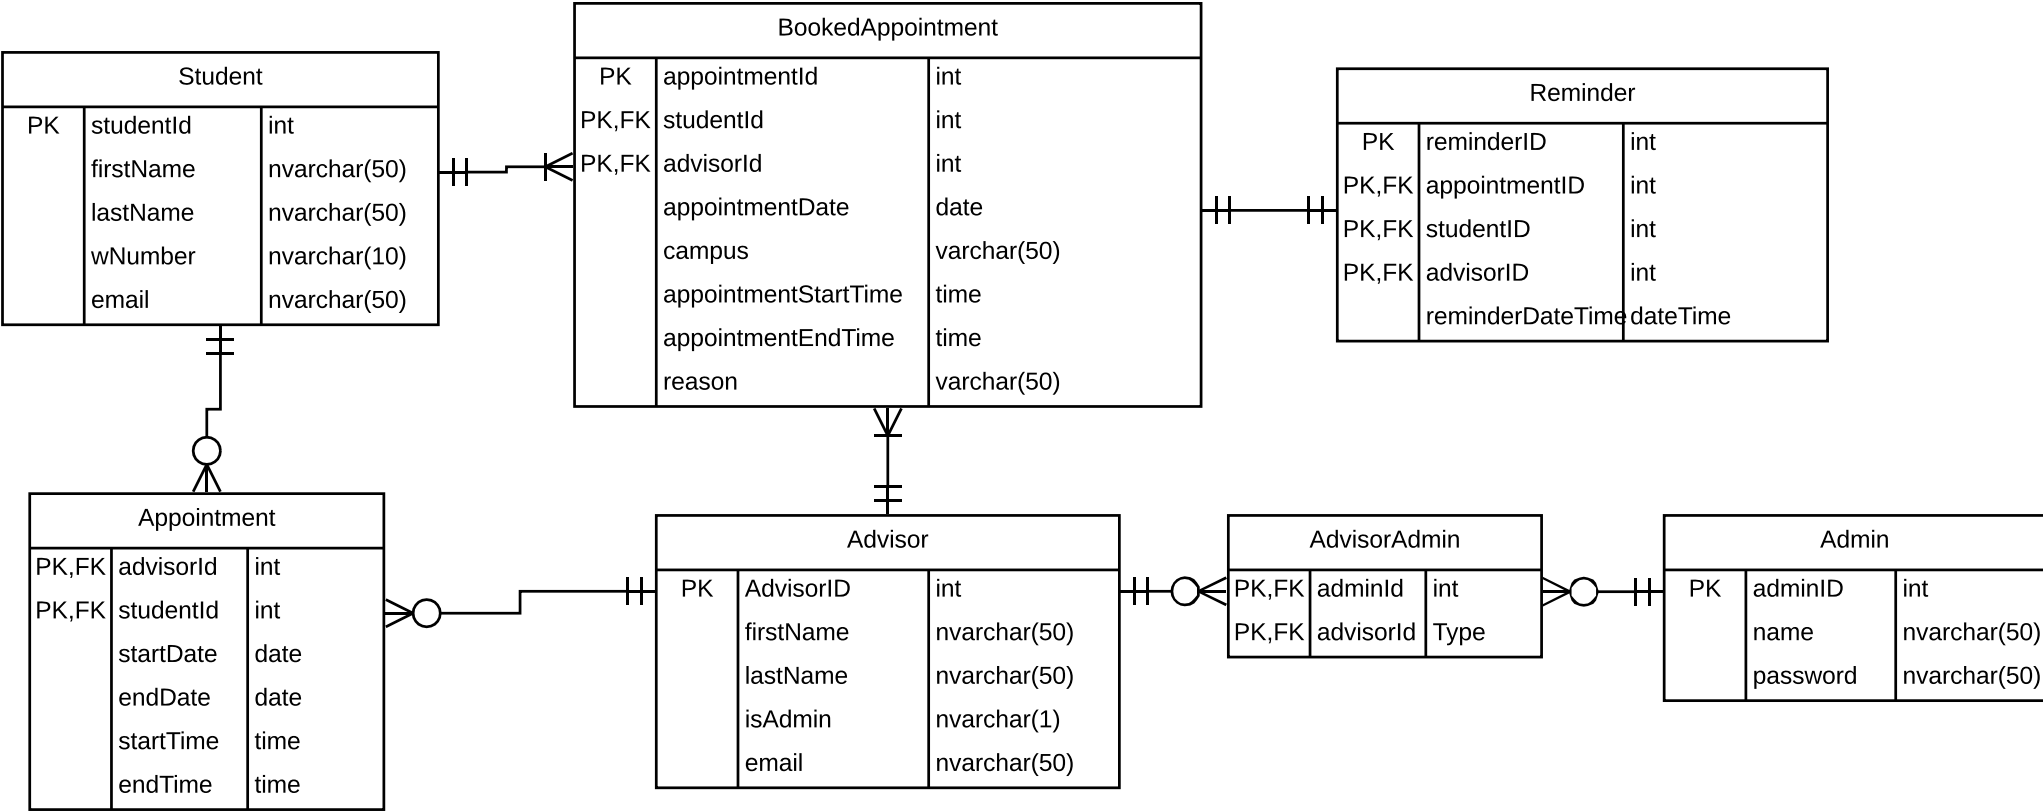 Student
PK studentId int
firstName nvarchar(50)
lastName nvarchar(50)
wNumber nvarchar(10)
email nvarchar(50)
BookedAppointment
PK appointmentId int
PK,FK studentId int
PK,FK advisorId int
appointmentDate date
campus varchar(50)
appointmentStartTime time
appointmentEndTime time
reason varchar(50)
Reminder
PK reminderID int
PK,FK appointmentID int
PK,FK studentID int
PK,FK advisorID int
reminderDateTime dateTime
Appointment
PK,FK advisorId int
PK,FK studentId int
startDate date
endDate date
startTime time
endTime time
Advisor
PK AdvisorID int
firstName nvarchar(50)
lastName nvarchar(50)
isAdmin nvarchar(1)
email nvarchar(50)
AdvisorAdmin
PK,FK adminId int
PK,FK advisorId Type
Admin
PK adminID int
name nvarchar(50)
password nvarchar(50)